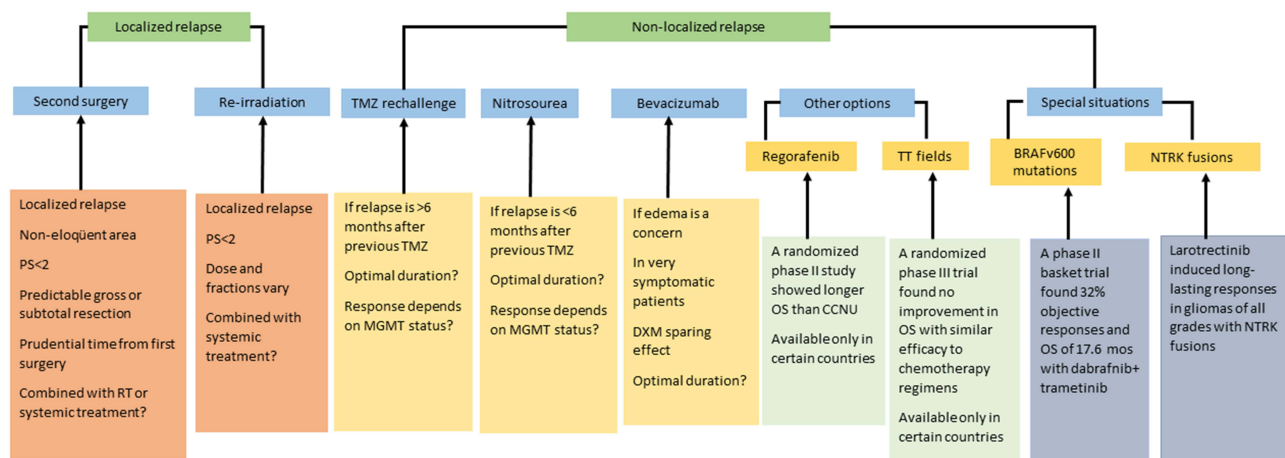 Localized relapse
Non-localized relapse
Second surgery
Re-irradiation
TMZ rechallenge
Nitrosourea
Bevacizumab
Other options
Special situations
Regorafenib
TT fields
BRAFv600
mutations
NTRK fusions
Localized relapse
Non-eloqüent area
PS<2
Predictable gross or
subtotal resection
Prudential time from first
surgery
Combined with RT or
systemic treatment?
Localized relapse
PS<2
Dose and
fractions vary
Combined with
systemic
treatment?
If relapse is >6
months after
previous TMZ
Optimal duration?
Response depends
on MGMT status?
If relapse is <6
months after
previous TMZ
Optimal duration?
Response depends
on MGMT status?
If edema is a
concern
In very
symptomatic
patients
DXM sparing
effect
Optimal duration?
A randomized
phase II study
showed longer
OS than CCNU
Available only in
certain countries
A randomized
phase III trial
found no
improvement in
OS with similar
efficacy to
chemotherapy
regimens
Available only in
certain countries
A phase II
basket trial
found 32%
objective
responses and
OS of 17.6 mos
with dabrafnib+
trametinib
Larotrectinib
induced long-
lasting responses
in gliomas of all
grades with NTRK
fusions